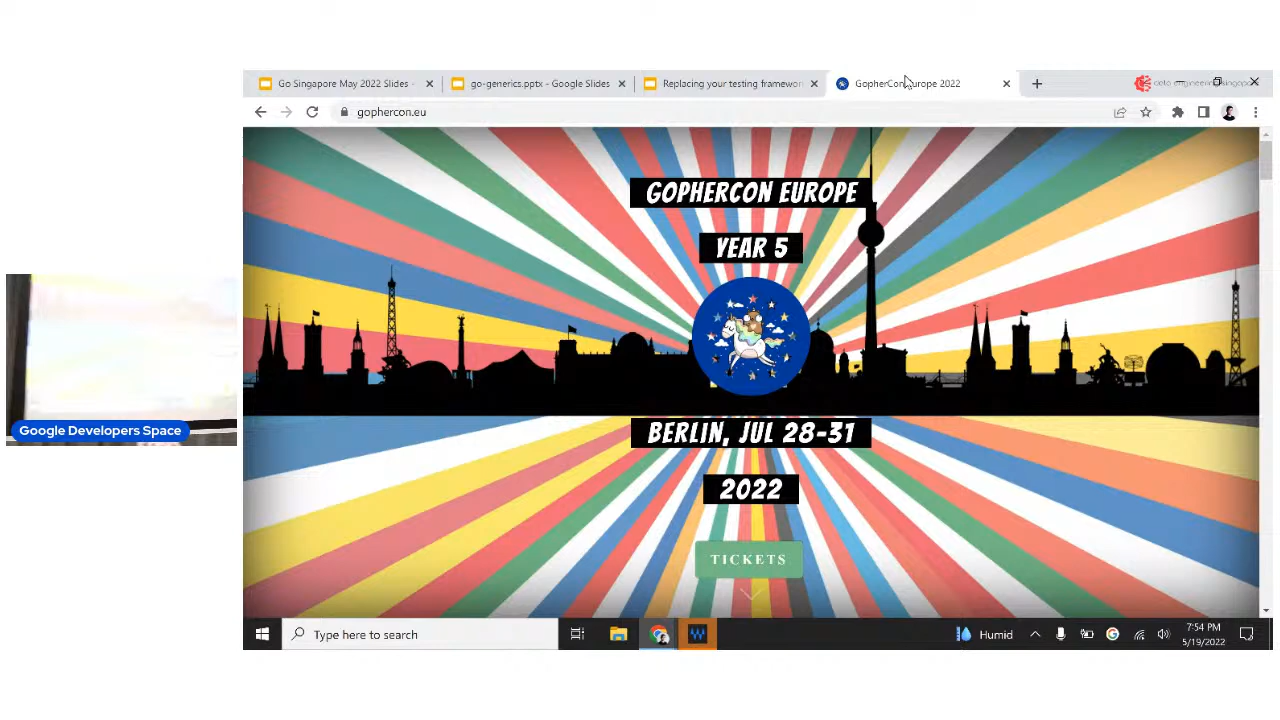 Go Singapore May 2022 Slides -
go-generics.pptx - Google Slides
Replacing your testing framewor
GopherCon Europe 2022
gophercon.eu
GOPHERCON EUROPE
YEAR 5
BERLIN, JUL 28-31
2022
TICKETS
Google Developers Space
Type here to search
Humid
7:54 PM
5/19/2022